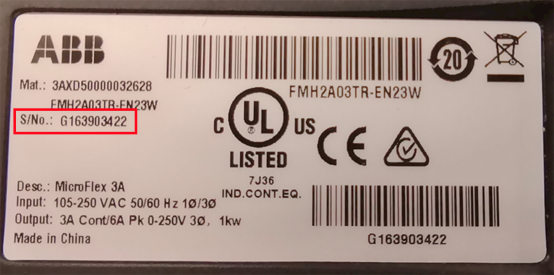 ABB
20
Mat.: 3AXD50000032628
FMH2A03TR-EN23W
FMH2A03TR-EN23W
S/No.: G163903422
C UL US
LISTED
7J36
IND.CONT.EQ.
CE
Desc.: MicroFlex 3A
Input: 105-250 VAC 50/60 Hz 1Ø/3Ø
Output: 3A Cont/6A Pk 0-250V 3Ø, 1kw
Made in China
G163903422